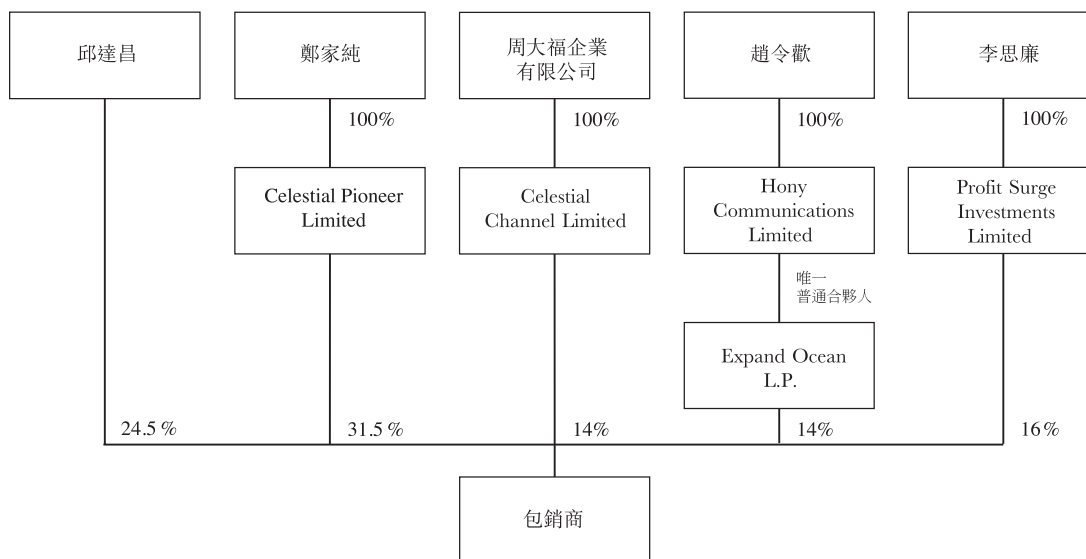 邱達昌
鄭家純
周大福企業
有限公司
趙令歡
李思廉
100%
100%
100%
100%
Celestial Pioneer
Limited
Celestial
Channel Limited
Hony
Communications
Limited
Profit Surge
Investments
Limited
唯一
普通合夥人
Expand Ocean
L.P.
24.5%
31.5%
14%
14%
16%
包銷商